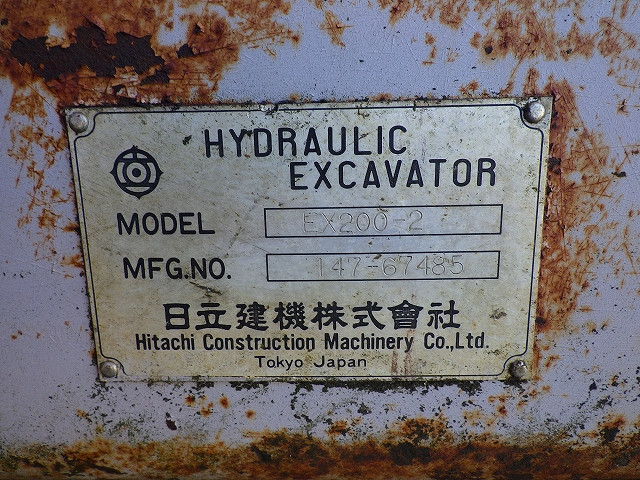 HYDRAULIC
EXCAVATOR
MODEL EX200-2
MFG.NO. 147-67485
日立建機株式會社
Hitachi Construction Machinery Co.,Ltd.
Tokyo Japan